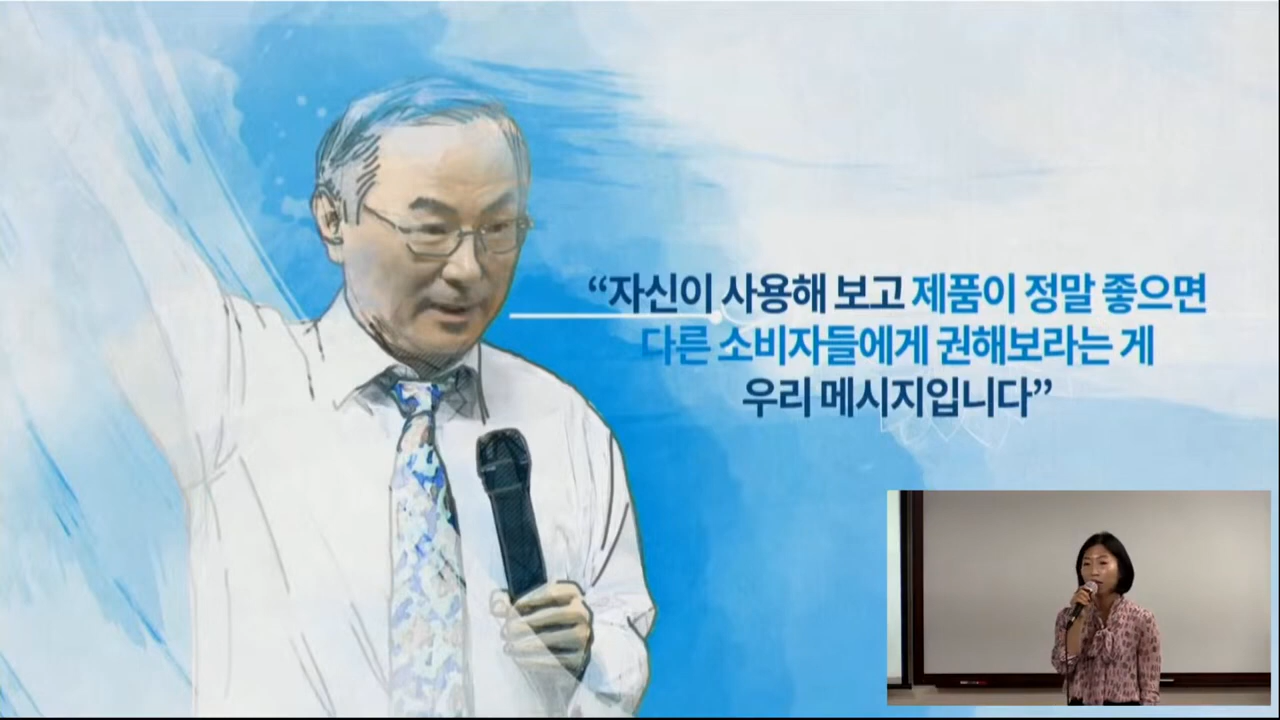 “자신이 사용해 보고 제품이 정말 좋으면
다른 소비자들에게 권해보라는 게
우리 메시지입니다”